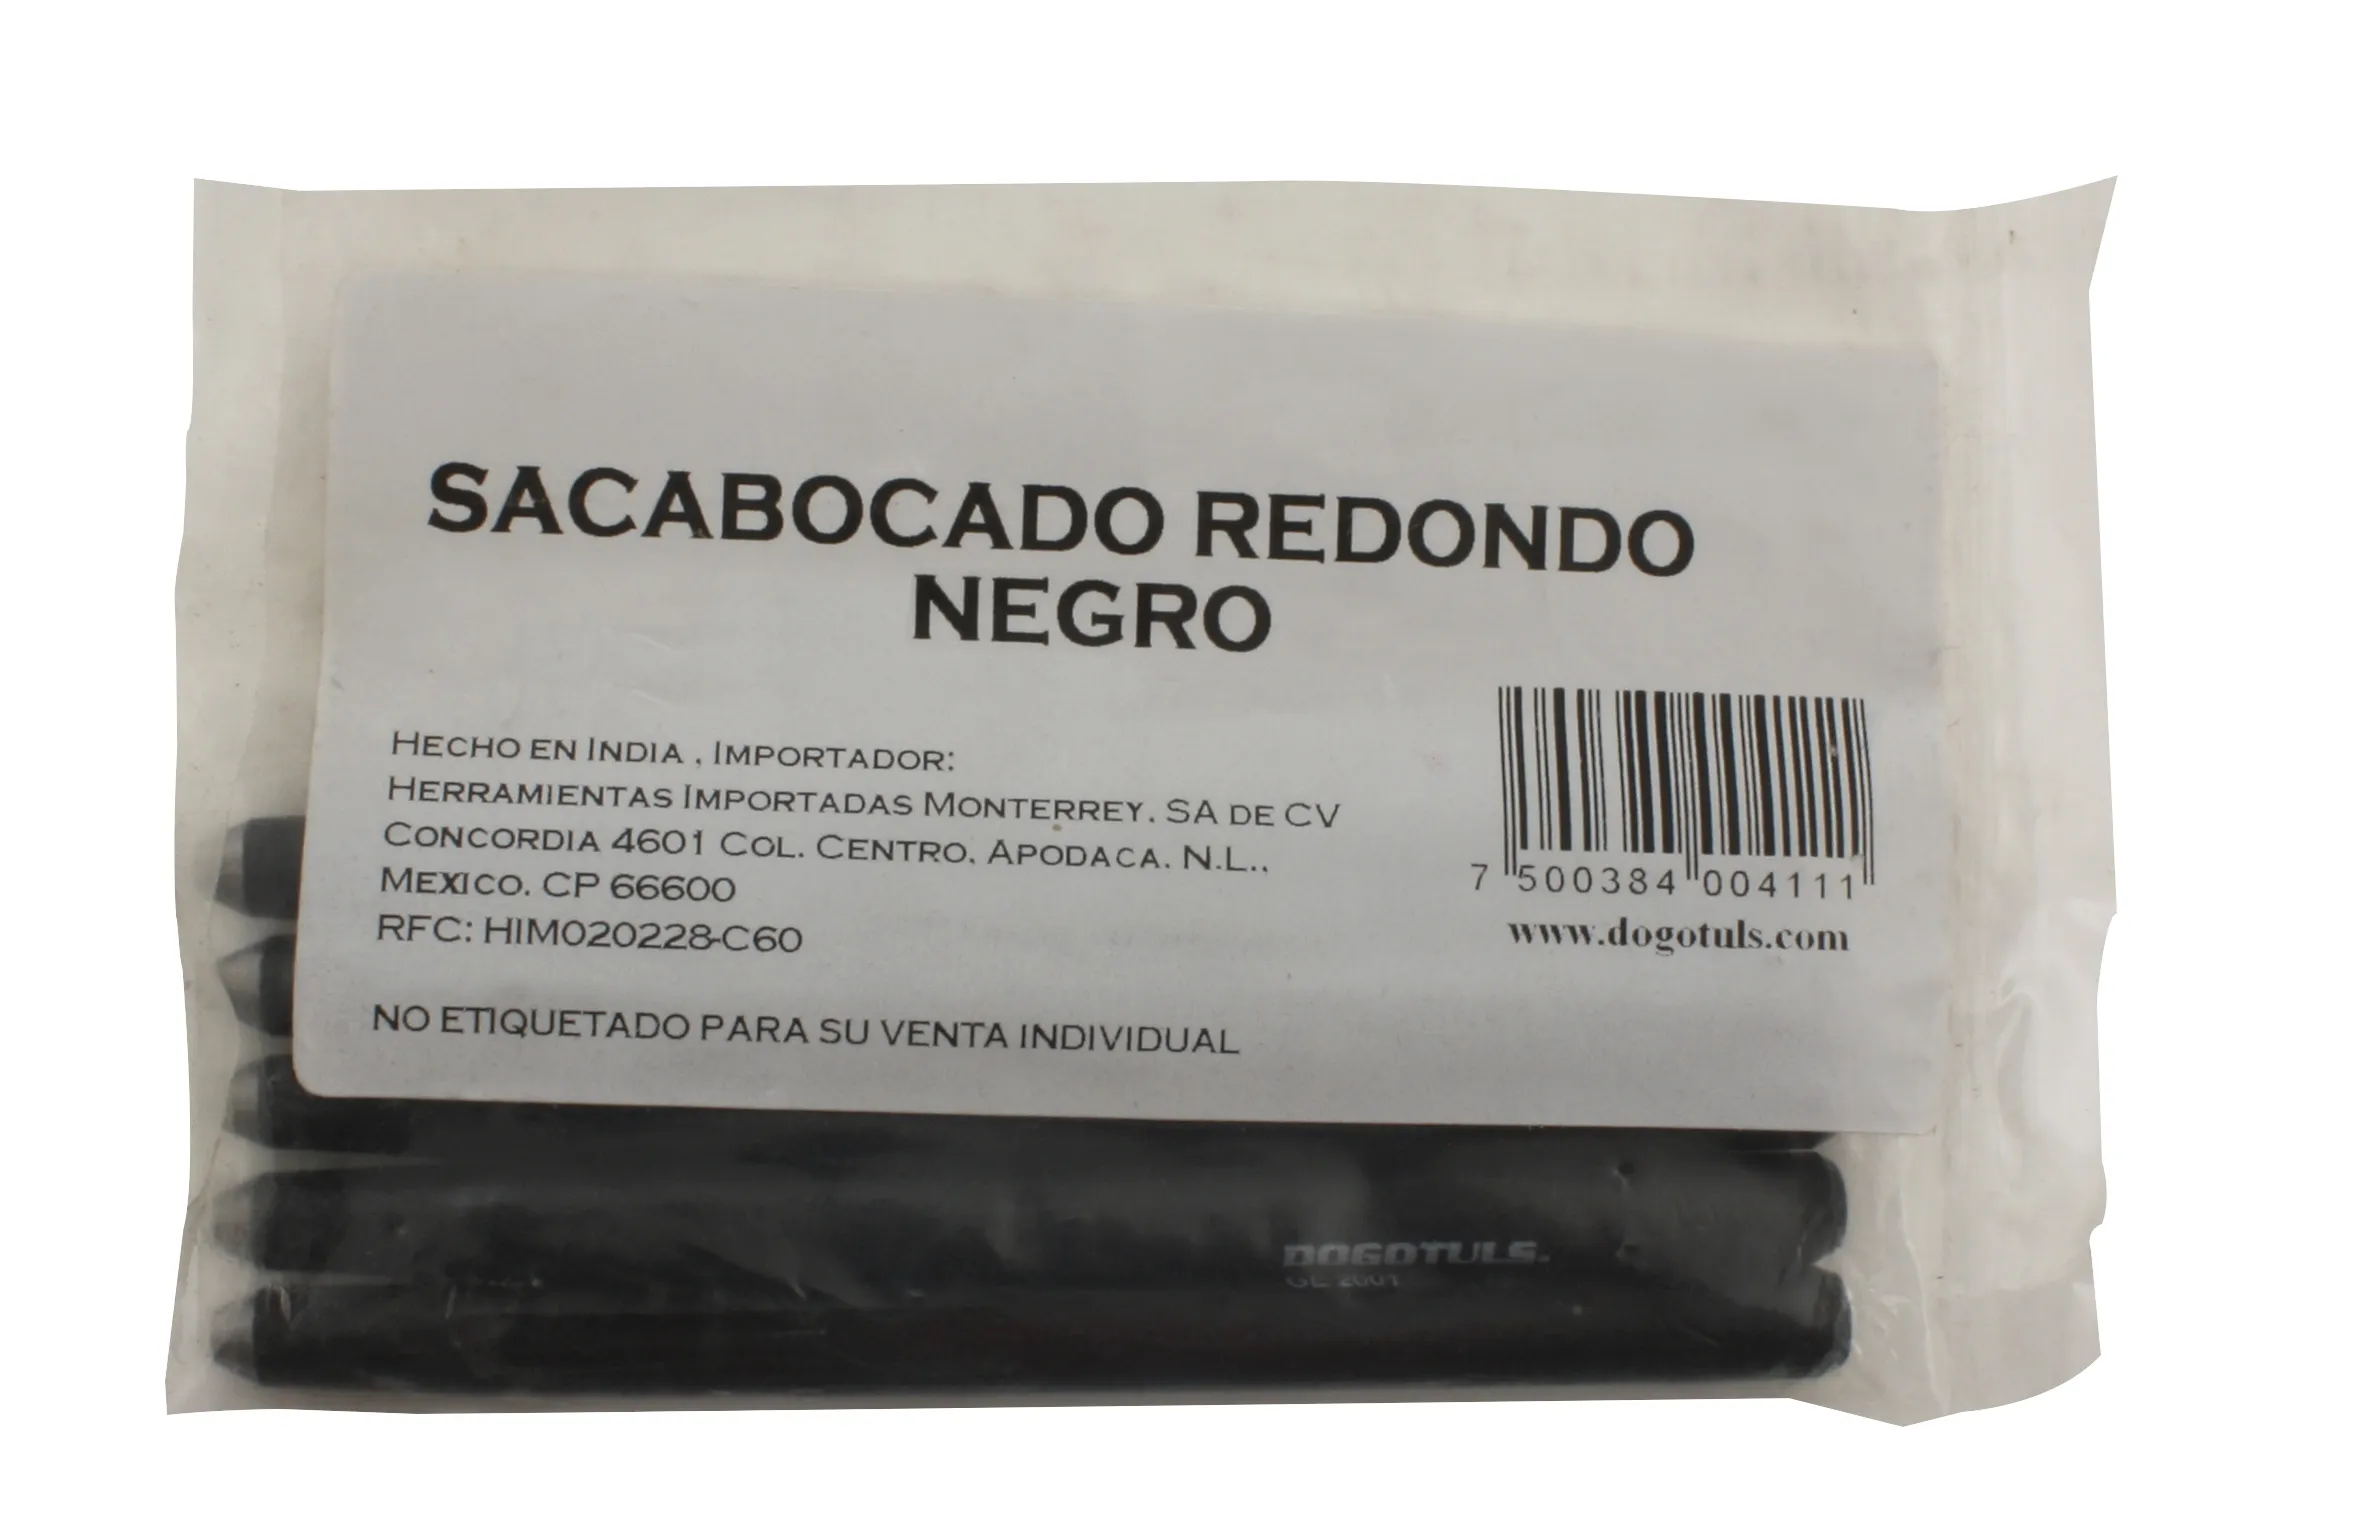 SACABOCADO REDONDO
NEGRO
HECHO EN INDIA , IMPORTADOR:
HERRAMIENTAS IMPORTADAS MONTERREY. SA DE CV
CONCORDIA 4601 COL. CENTRO. APODACA. N.L..
MEXICO. CP 66600
RFC: HIM020228-C60
7 500384 004111
www.dogotuls.com
NO ETIQUETADO PARA SU VENTA INDIVIDUAL
DOGOTULS.